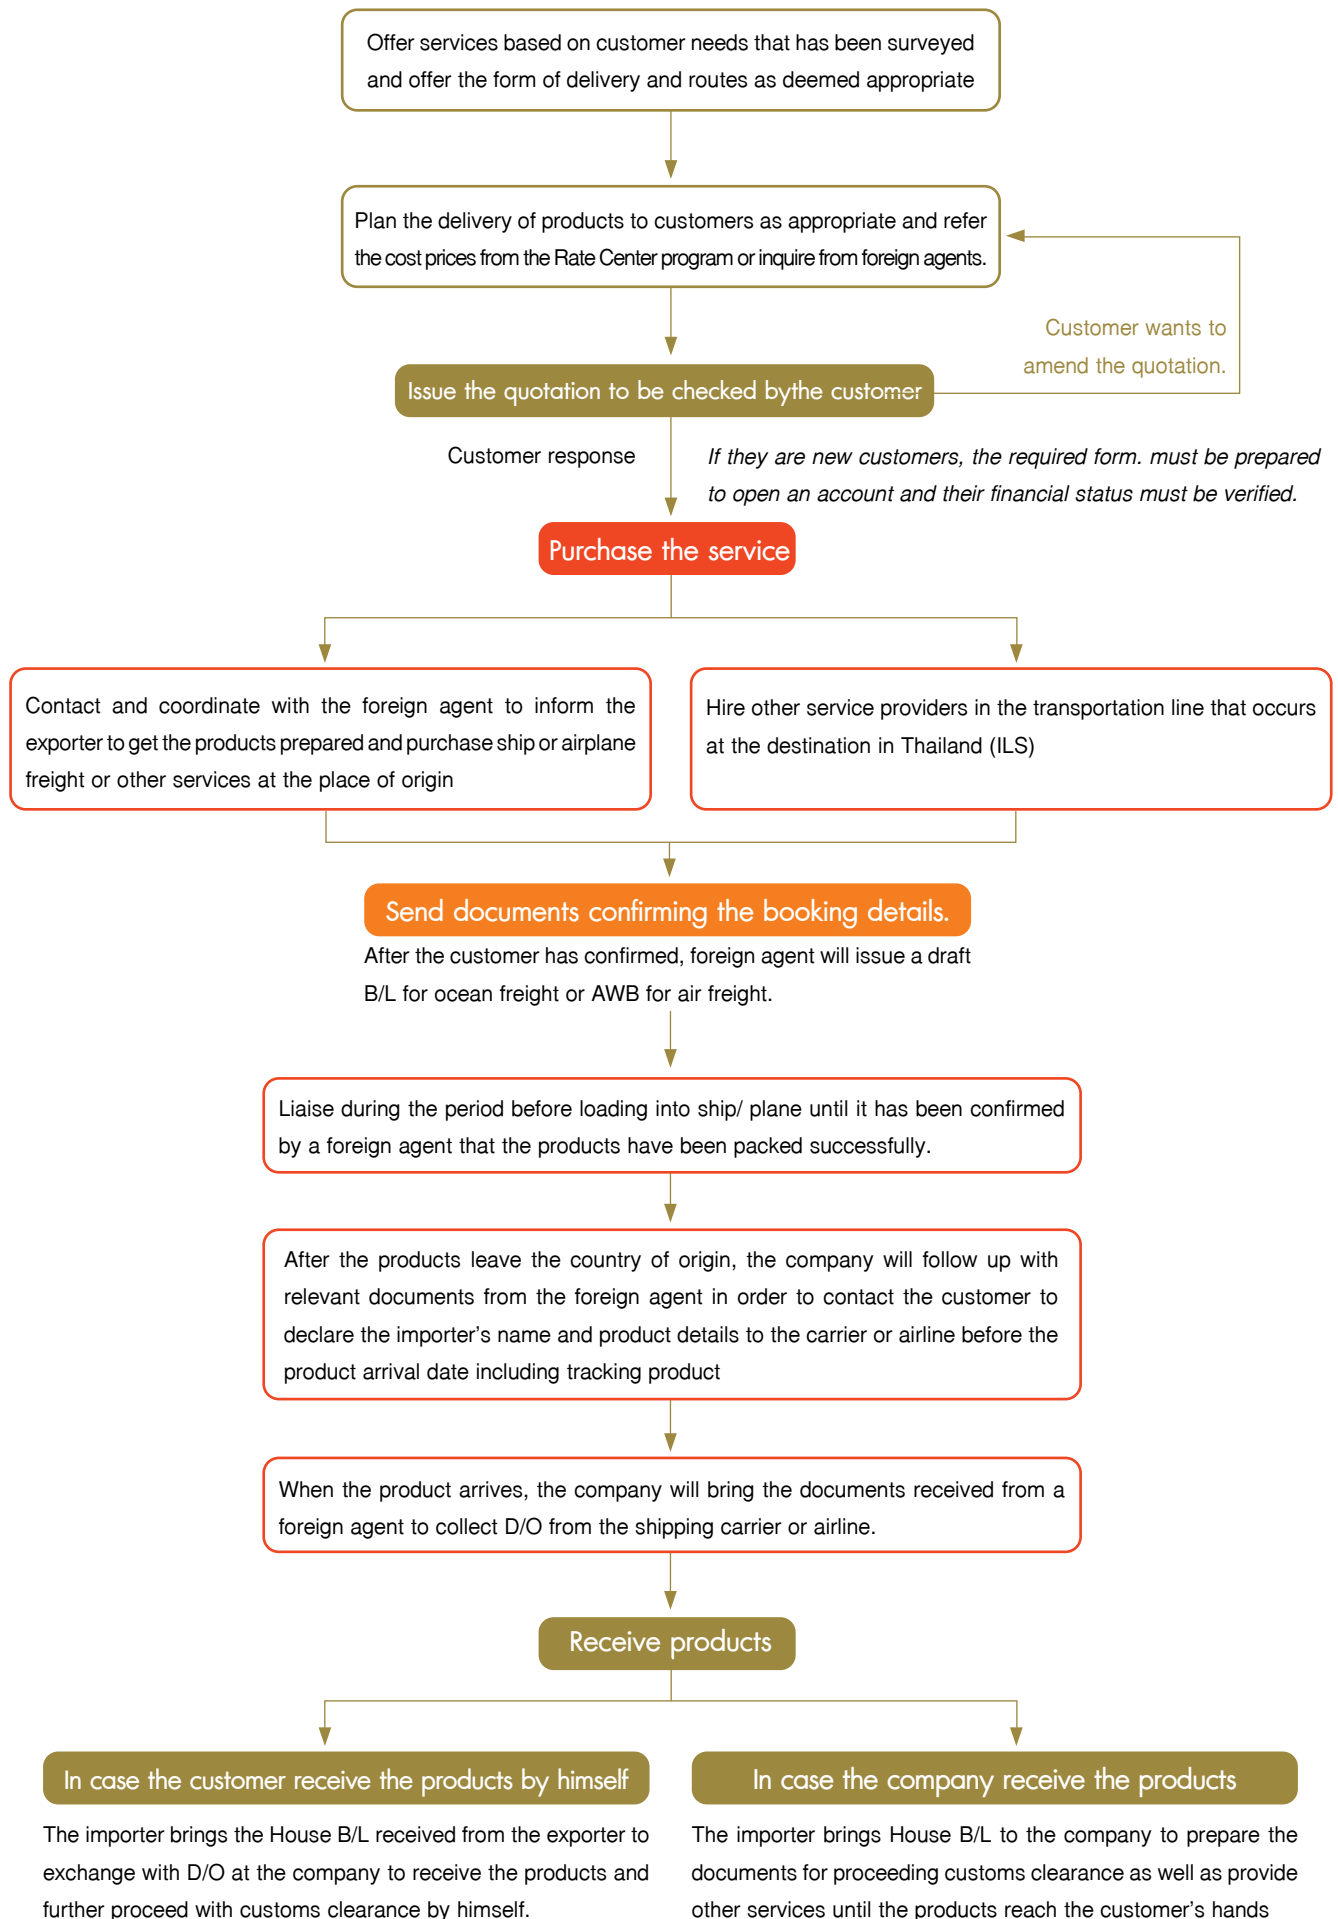 Offer services based on customer needs that has been surveyed
and offer the form of delivery and routes as deemed appropriate
Plan the delivery of products to customers as appropriate and refer
the cost prices from the Rate Center program or inquire from foreign agents.
Customer wants to
amend the quotation.
Issue the quotation to be checked bythe customer
Customer response
If they are new customers, the required form. must be prepared
to open an account and their financial status must be verified.
Purchase the service
Contact and coordinate with the foreign agent to inform the
exporter to get the products prepared and purchase ship or airplane
freight or other services at the place of origin
Hire other service providers in the transportation line that occurs
at the destination in Thailand (ILS)
Send documents confirming the booking details.
After the customer has confirmed, foreign agent will issue a draft
B/L for ocean freight or AWB for air freight.
Liaise during the period before loading into ship/ plane until it has been confirmed
by a foreign agent that the products have been packed successfully.
After the products leave the country of origin, the company will follow up with
relevant documents from the foreign agent in order to contact the customer to
declare the importer's name and product details to the carrier or airline before the
product arrival date including tracking product
When the product arrives, the company will bring the documents received from a
foreign agent to collect D/O from the shipping carrier or airline.
Receive products
In case the customer receive the products by himself
The importer brings the House B/L received from the exporter to
exchange with D/O at the company to receive the products and
further proceed with customs clearance by himself.
In case the company receive the products
The importer brings House B/L to the company to prepare the
documents for proceeding customs clearance as well as provide
other services until the products reach the customer's hands